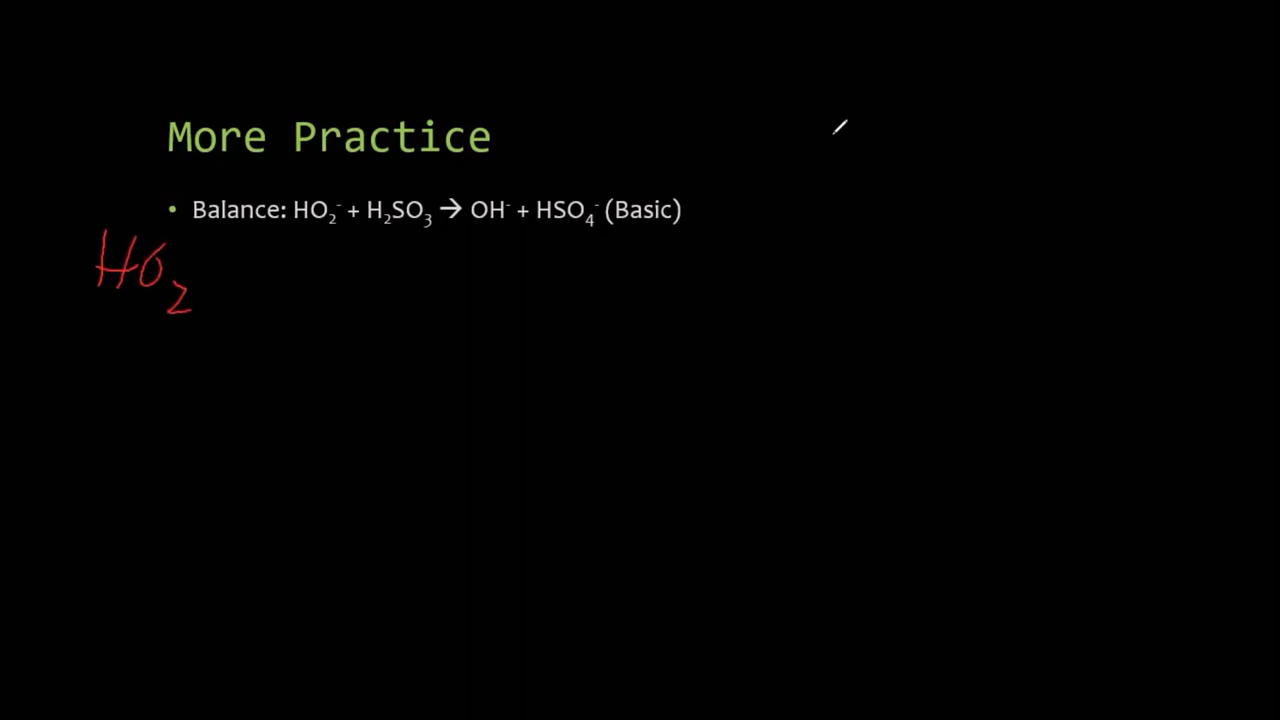 More Practice
• Balance: HO₂⁻ + H₂SO₃ → OH⁻ + HSO₄⁻ (Basic)
HO₂